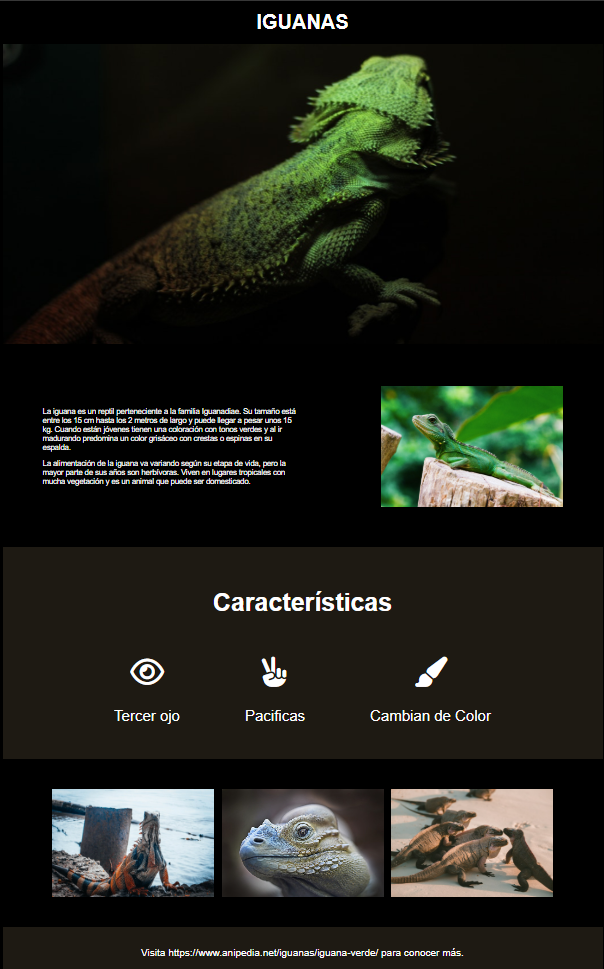 IGUANAS
La iguana es un reptil perteneciente a la familia Iguanadiae. Su tamaño está
entre los 15 cm hasta los 2 metros de largo y puede llegar a pesar unos 15
kg. Cuando están jóvenes tienen una coloración con tonos verdes y al ir
madurando predomina un color grisáceo con crestas o espinas en su
espalda.
La alimentación de la iguana va variando según su etapa de vida, pero la
mayor parte de sus años son herbívoras. Viven en lugares tropicales con
mucha vegetación y es un animal que puede ser domesticado.
Características
Tercer ojo
Pacificas
Cambian de Color
Visita https://www.anipedia.net/iguanas/iguana-verde/ para conocer más.